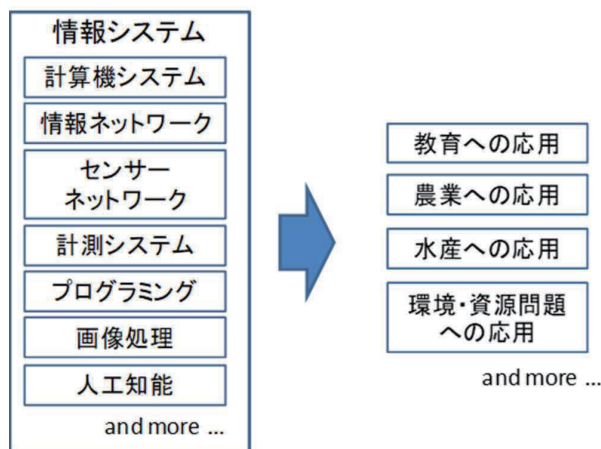 情報システム
計算機システム
情報ネットワーク
センサー
ネットワーク
計測システム
プログラミング
画像処理
人工知能
and more ...
教育への応用
農業への応用
水産への応用
環境・資源問題
への応用
and more ...